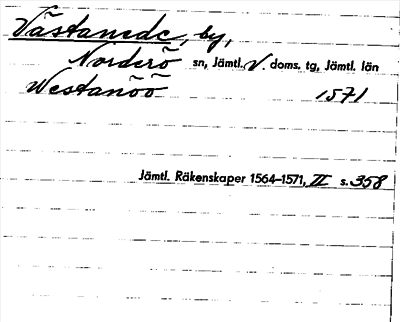 Västanede, by,
Norderö sn, Jämtl. V. doms. tg, Jämtl. län
Westanöö 1571
Jämtl. Räkenskaper 1564–1571, II s. 358